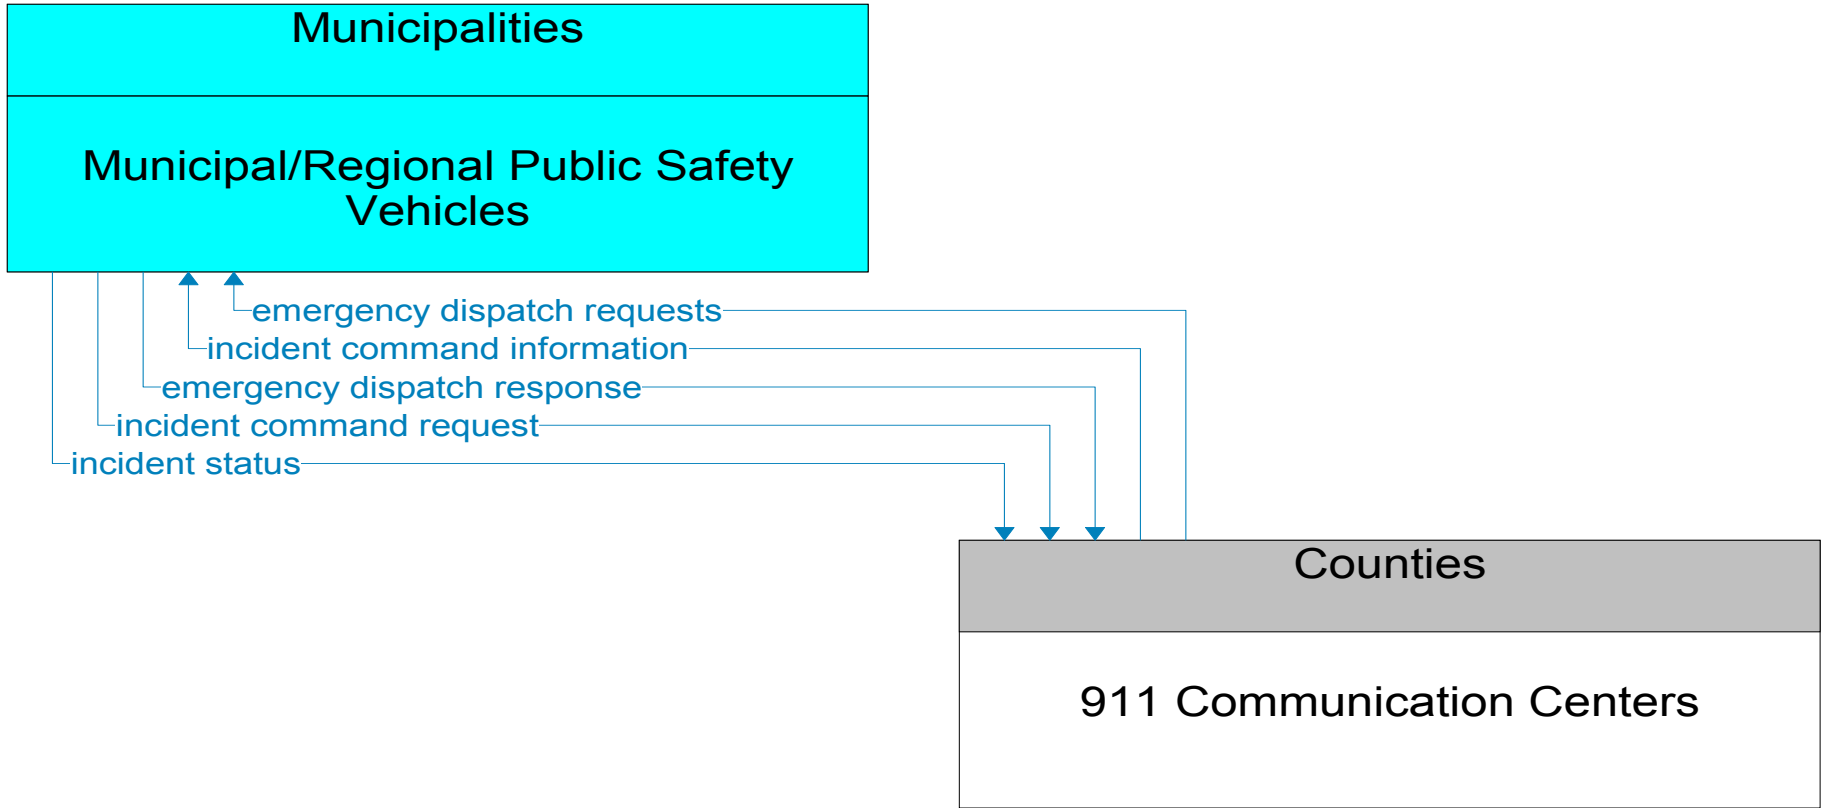 Municipalities
Municipal/Regional Public Safety
Vehicles
emergency dispatch requests
incident command information
emergency dispatch response
incident command request
incident status
Counties
911 Communication Centers